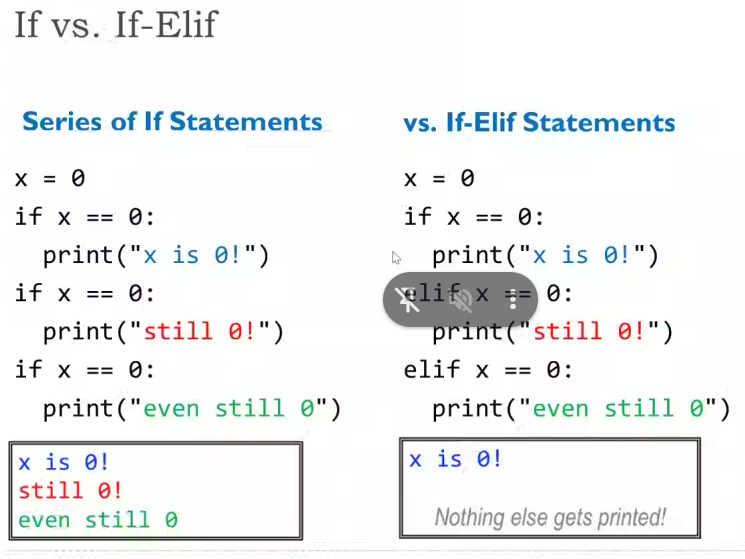 If vs. If-Elif
Series of If Statements
x = 0
if x == 0:
  print("x is 0!")
if x == 0:
  print("still 0!")
if x == 0:
  print("even still 0")
x is 0!
still 0!
even still 0
vs. If-Elif Statements
x = 0
if x == 0:
  print("x is 0!")
elif x == 0:
  print("still 0!")
elif x == 0:
  print("even still 0")
x is 0!
Nothing else gets printed!